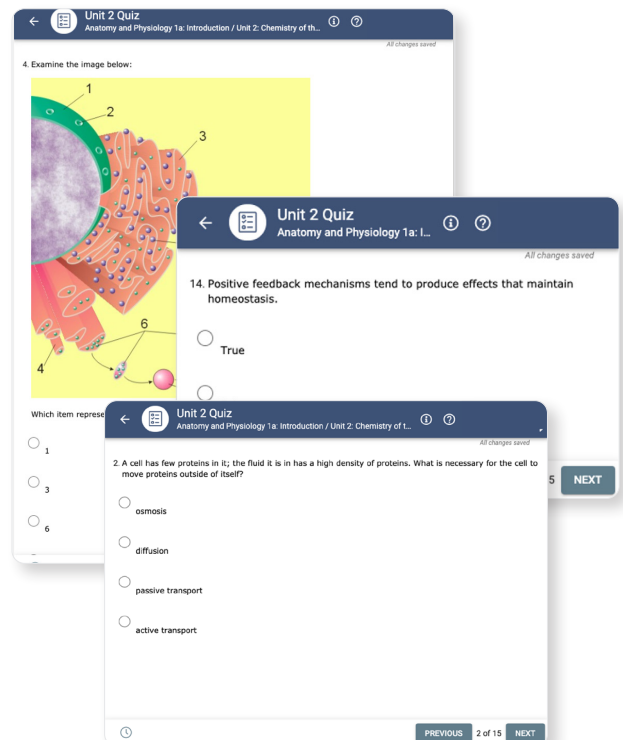 Unit 2 Quiz
Anatomy and Physiology 1a: Introduction / Unit 2: Chemistry of th...
All changes saved
4. Examine the image below:
1
2
3
6
4
Which item represe
1
3
6
Unit 2 Quiz
Anatomy and Physiology 1a: I...
All changes saved
14. Positive feedback mechanisms tend to produce effects that maintain
homeostasis.
True
5 NEXT
Unit 2 Quiz
Anatomy and Physiology 1a: Introduction / Unit 2: Chemistry of t...
All changes saved
2. A cell has few proteins in it; the fluid it is in has a high density of proteins. What is necessary for the cell to
move proteins outside of itself?
osmosis
diffusion
passive transport
active transport
PREVIOUS 2 of 15 NEXT